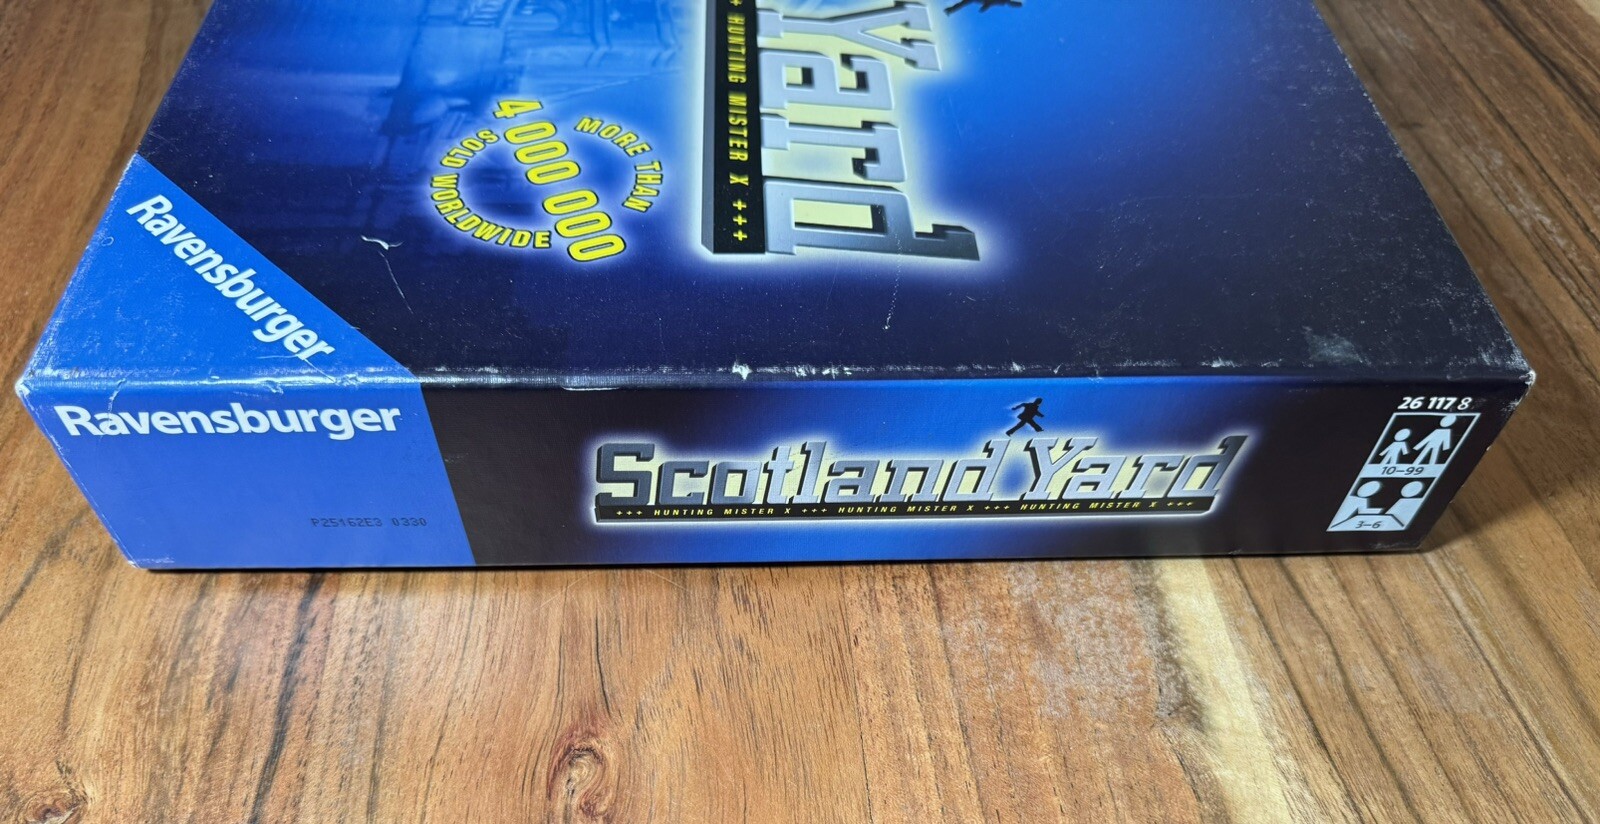 Yard
+ HUNTING MISTER X +++
MORE THAN
4 000 000
SOLD WORLDWIDE
Ravensburger
Ravensburger
P25162E3 0330
Scotland Yard
+++ HUNTING MISTER X +++ HUNTING MISTER X +++ HUNTING MISTER X +++
26 117 8
10–99
3–6